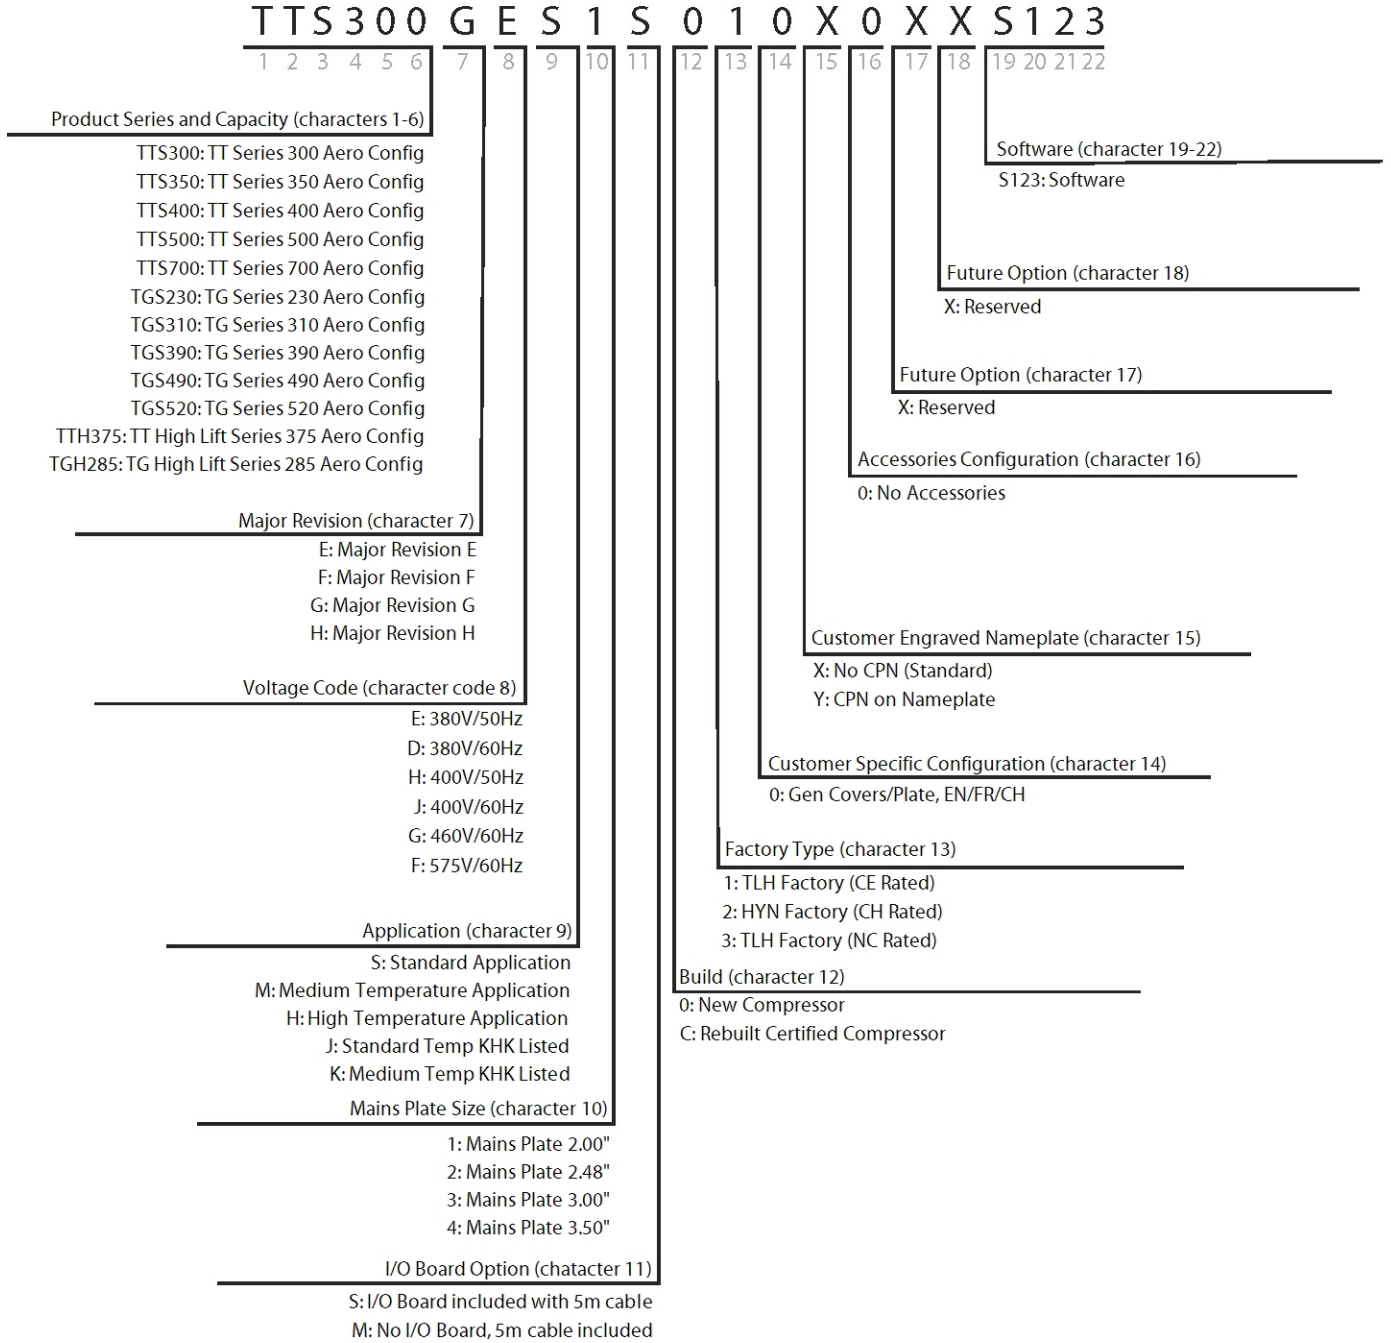 TTS300 G E S 1 S 0 1 0 X 0 X X S123
1 2 3 4 5 6 7 8 9 10 11 12 13 14 15 16 17 18 19 20 21 22
Product Series and Capacity (characters 1-6)
TTS300: TT Series 300 Aero Config
TTS350: TT Series 350 Aero Config
TTS400: TT Series 400 Aero Config
TTS500: TT Series 500 Aero Config
TTS700: TT Series 700 Aero Config
TGS230: TG Series 230 Aero Config
TGS310: TG Series 310 Aero Config
TGS390: TG Series 390 Aero Config
TGS490: TG Series 490 Aero Config
TGS520: TG Series 520 Aero Config
TTH375: TT High Lift Series 375 Aero Config
TGH285: TG High Lift Series 285 Aero Config
Major Revision (character 7)
E: Major Revision E
F: Major Revision F
G: Major Revision G
H: Major Revision H
Voltage Code (character code 8)
E: 380V/50Hz
D: 380V/60Hz
H: 400V/50Hz
J: 400V/60Hz
G: 460V/60Hz
F: 575V/60Hz
Application (character 9)
S: Standard Application
M: Medium Temperature Application
H: High Temperature Application
J: Standard Temp KHK Listed
K: Medium Temp KHK Listed
Mains Plate Size (character 10)
1: Mains Plate 2.00"
2: Mains Plate 2.48"
3: Mains Plate 3.00"
4: Mains Plate 3.50"
I/O Board Option (chatacter 11)
S: I/O Board included with 5m cable
M: No I/O Board, 5m cable included
Software (character 19-22)
S123: Software
Future Option (character 18)
X: Reserved
Future Option (character 17)
X: Reserved
Accessories Configuration (character 16)
0: No Accessories
Customer Engraved Nameplate (character 15)
X: No CPN (Standard)
Y: CPN on Nameplate
Customer Specific Configuration (character 14)
0: Gen Covers/Plate, EN/FR/CH
Factory Type (character 13)
1: TLH Factory (CE Rated)
2: HYN Factory (CH Rated)
3: TLH Factory (NC Rated)
Build (character 12)
0: New Compressor
C: Rebuilt Certified Compressor